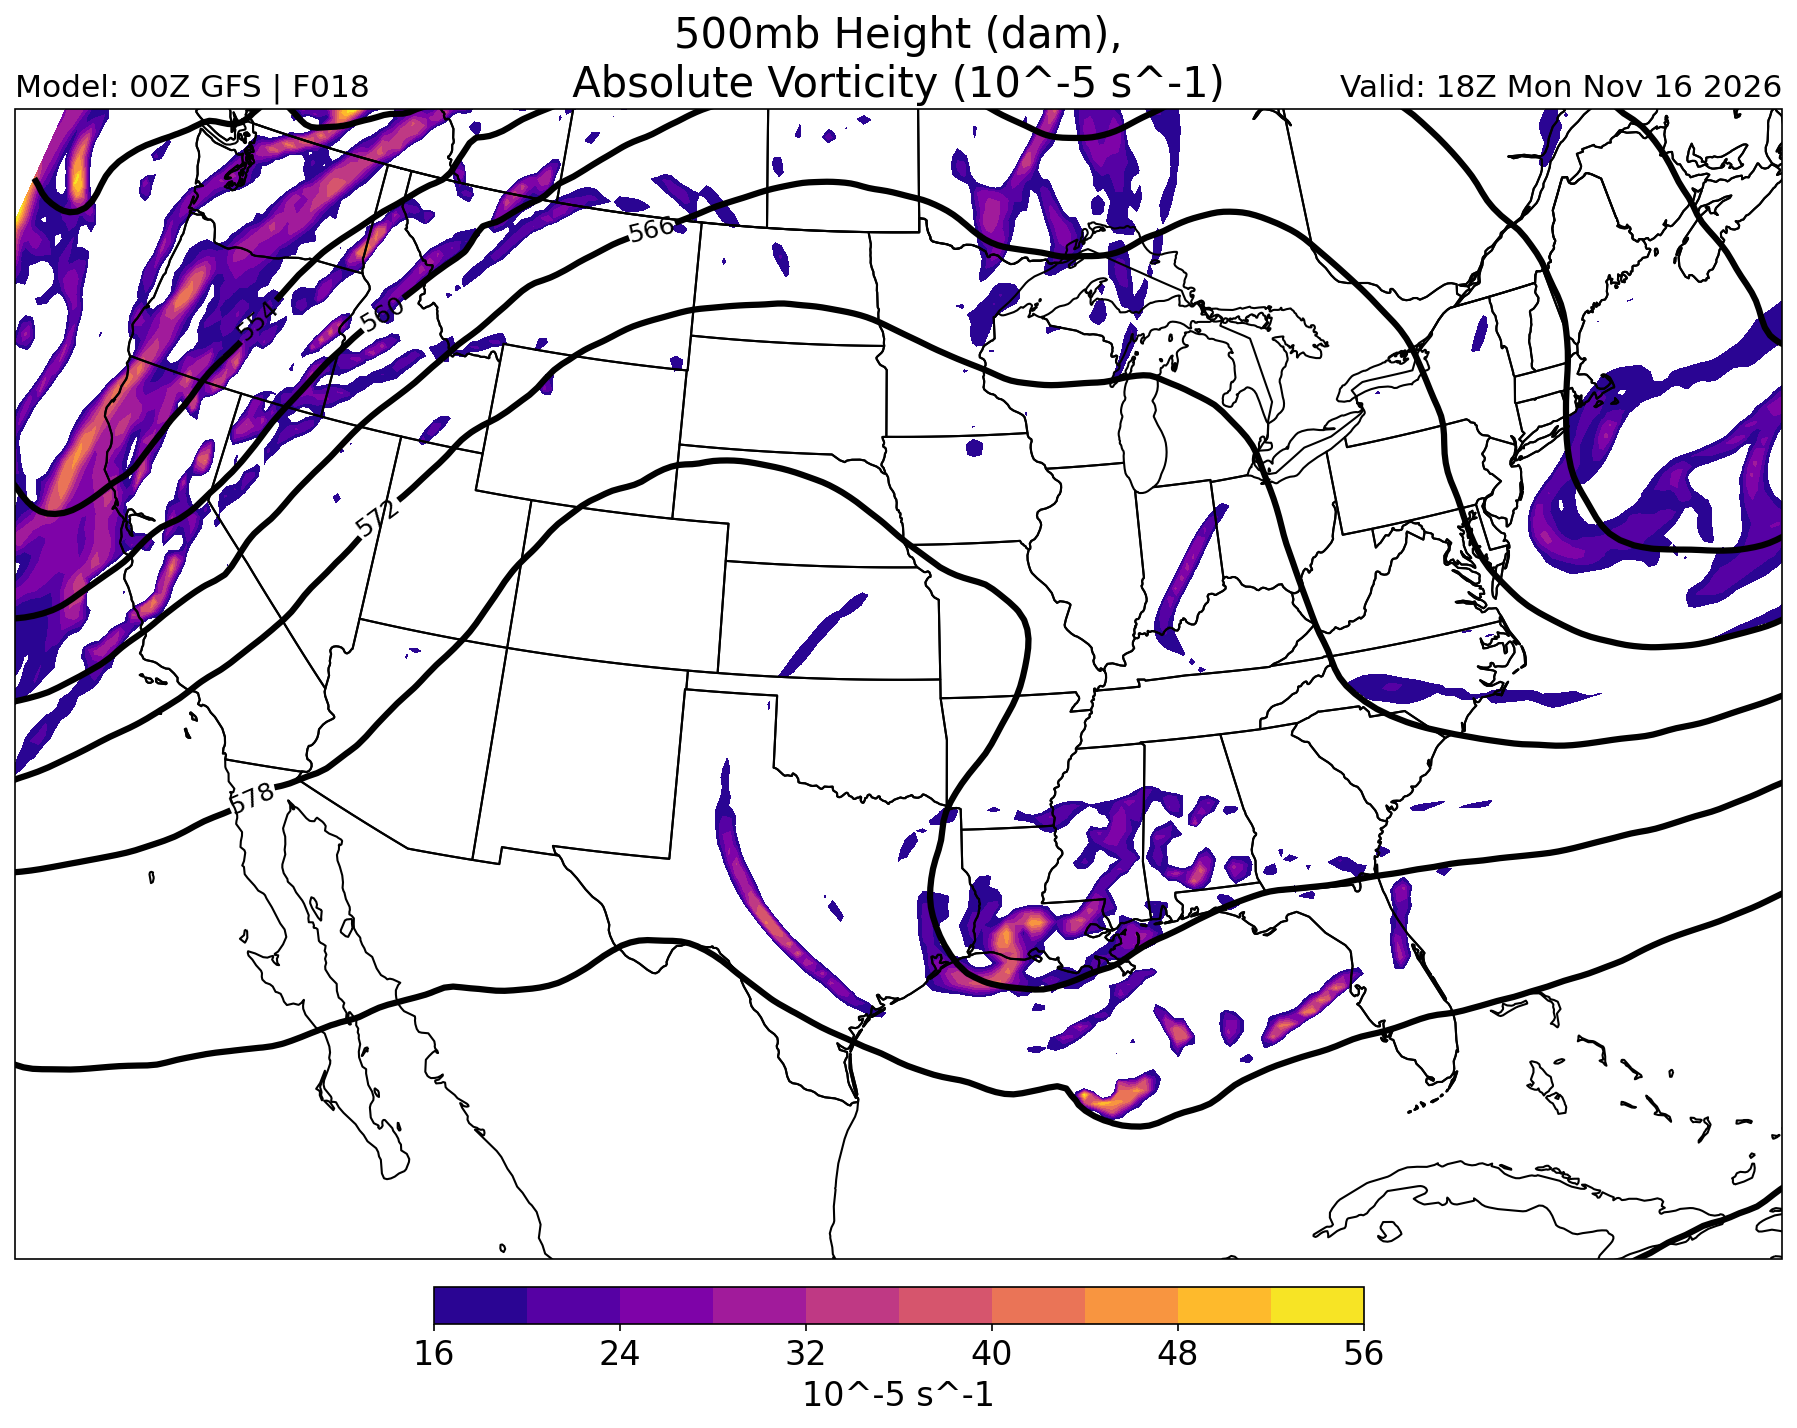 500mb Height (dam),
Absolute Vorticity (10^-5 s^-1)
Model: 00Z GFS | F018
Valid: 18Z Mon Nov 16 2026
566
554
560
572
578
16 24 32 40 48 56
10^-5 s^-1